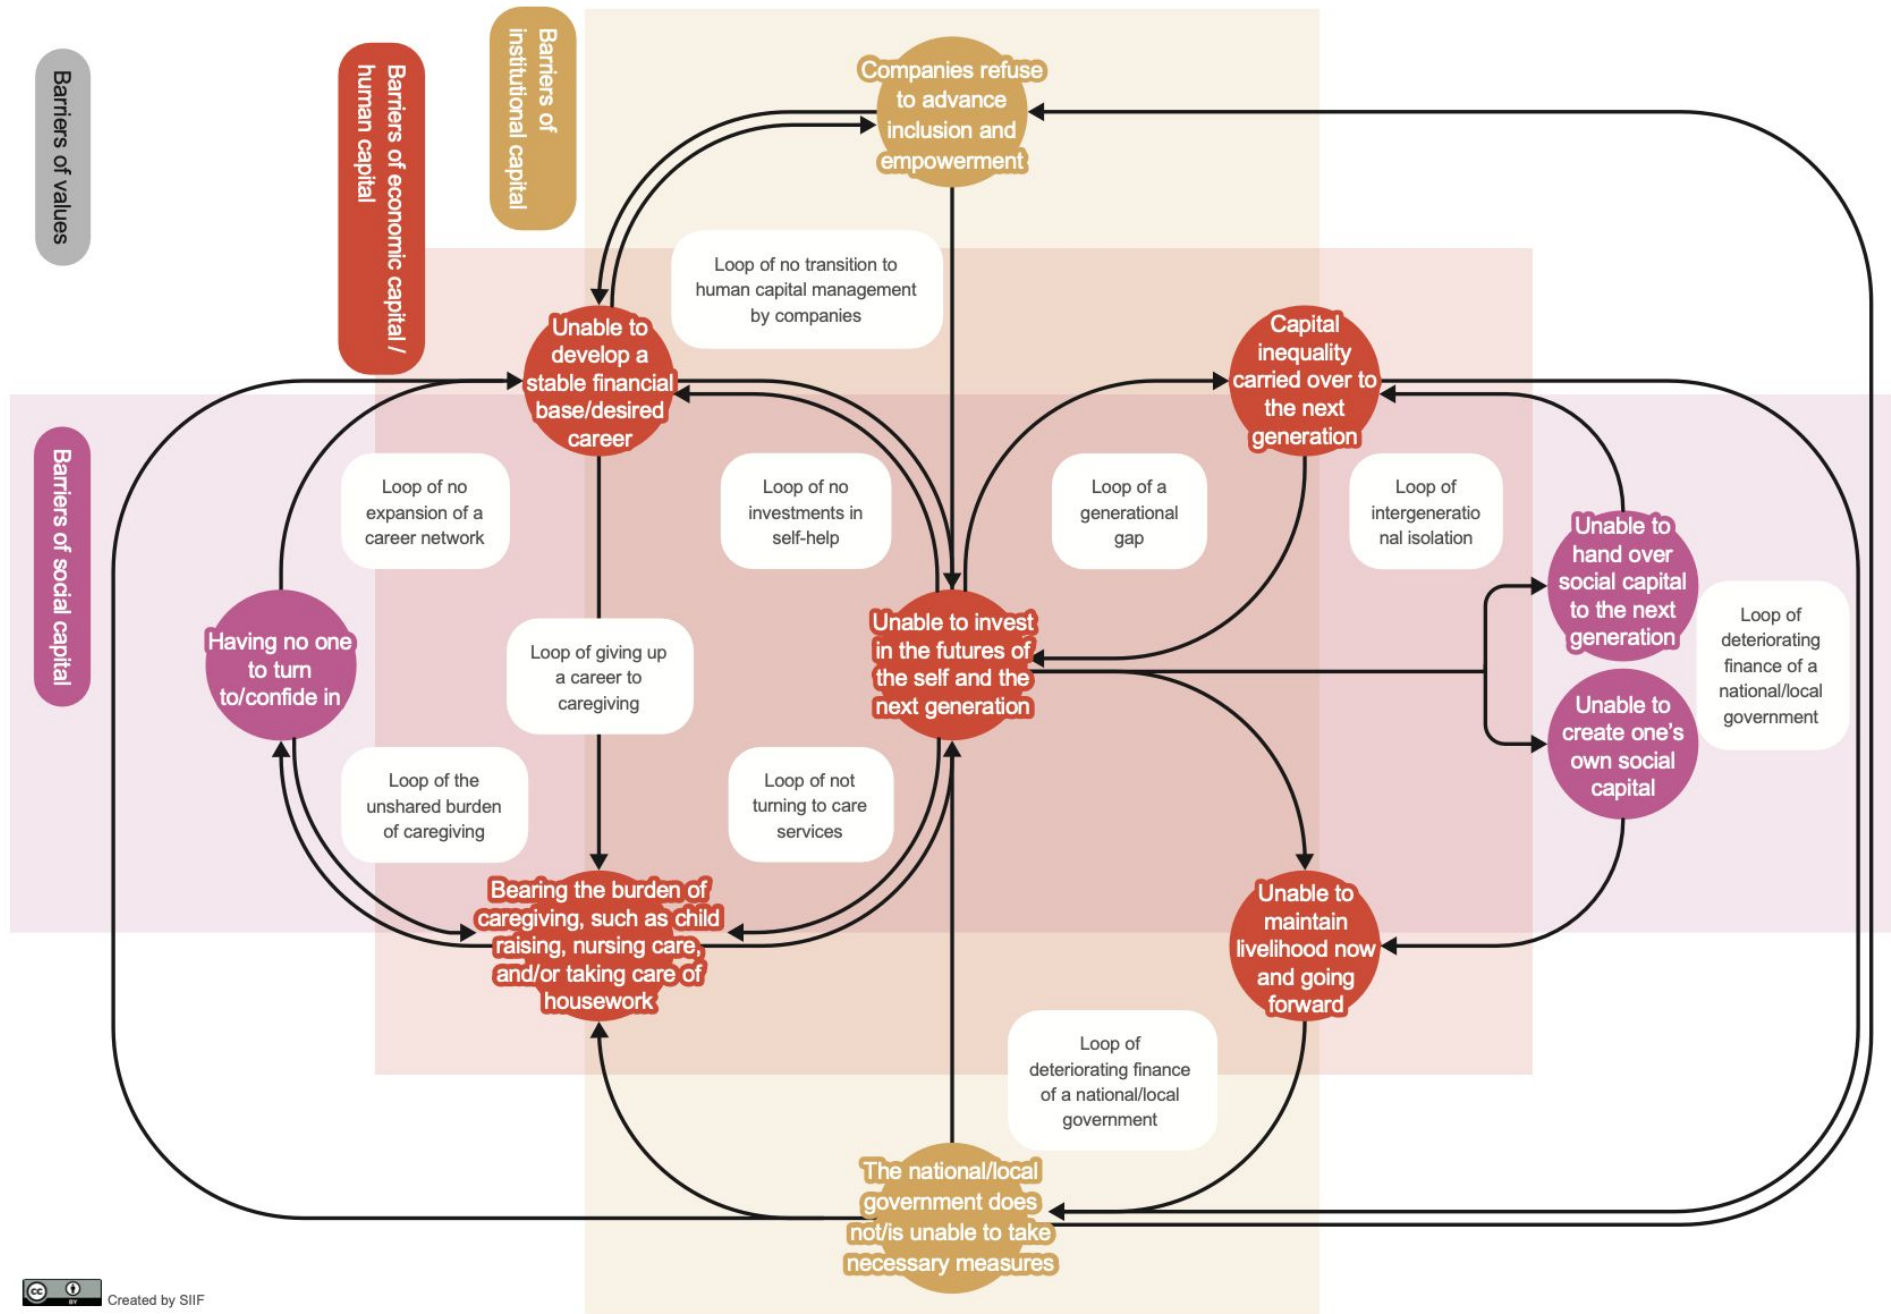 Barriers of values
Barriers of economic capital /
human capital
Barriers of
institutional capital
Barriers of social capital
Companies refuse
to advance
inclusion and
empowerment
Loop of no transition to
human capital management
by companies
Unable to
develop a
stable financial
base/desired
career
Capital
inequality
carried over to
the next
generation
Loop of no
expansion of a
career network
Loop of no
investments in
self-help
Loop of a
generational
gap
Loop of
intergeneratio
nal isolation
Unable to
hand over
social capital
to the next
generation
Loop of
deteriorating
finance of a
national/local
government
Having no one
to turn
to/confide in
Loop of giving up
a career to
caregiving
Unable to invest
in the futures of
the self and the
next generation
Unable to
create one's
own social
capital
Loop of the
unshared burden
of caregiving
Loop of not
turning to care
services
Bearing the burden of
caregiving, such as child
raising, nursing care,
and/or taking care of
housework
Unable to
maintain
livelihood now
and going
forward
Loop of
deteriorating finance
of a national/local
government
The national/local
government does
not/is unable to take
necessary measures
cc
BY
Created by SIIF